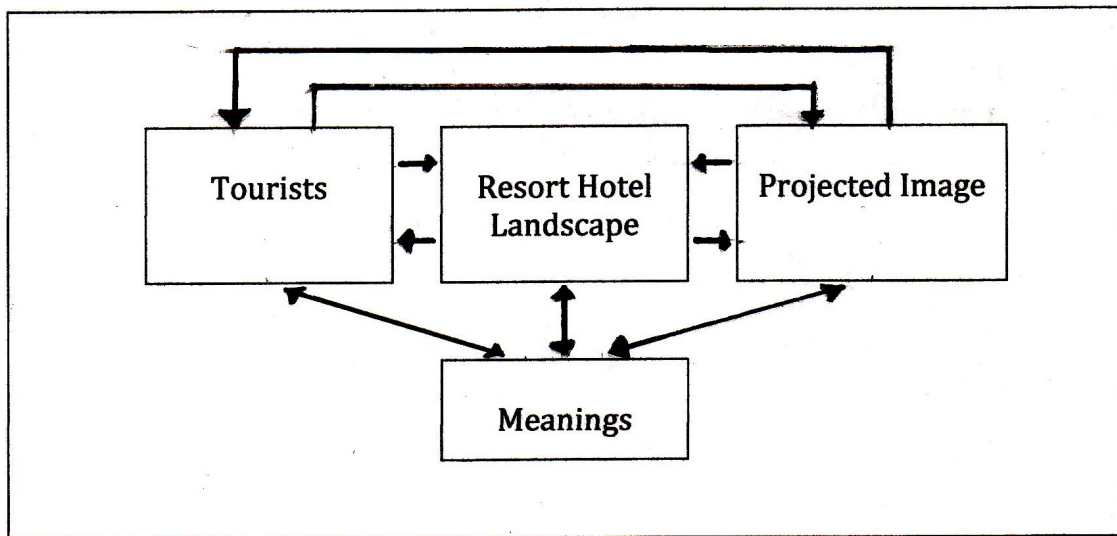 Tourists
Resort Hotel
Landscape
Projected Image
Meanings